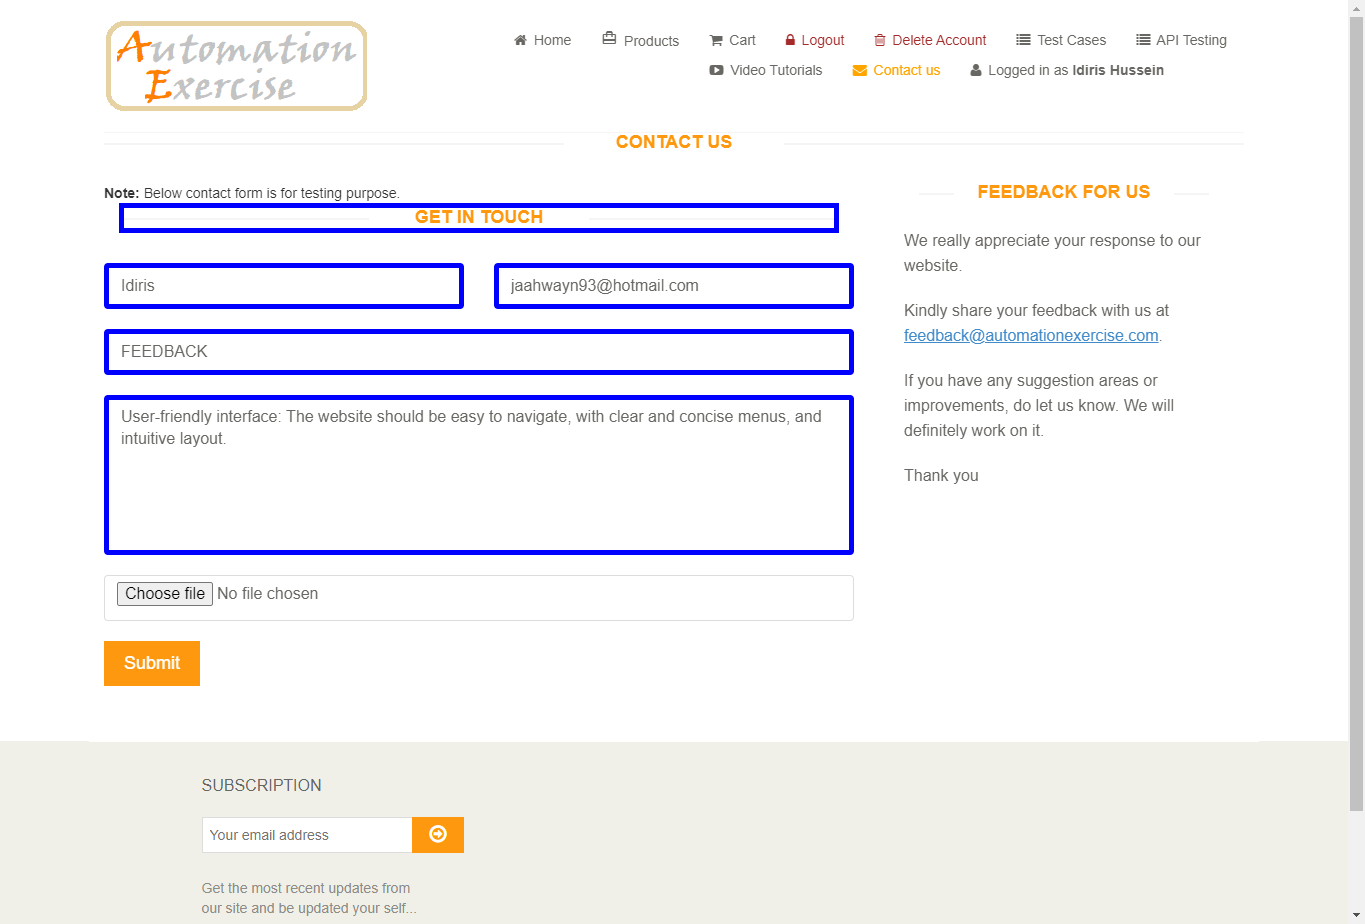 Automation
Exercise
Home
Products
Cart
Logout
Delete Account
Test Cases
API Testing
Video Tutorials
Contact us
Logged in as Idiris Hussein
CONTACT US
Note: Below contact form is for testing purpose.
GET IN TOUCH
Idiris
jaahwayn93@hotmail.com
FEEDBACK
User-friendly interface: The website should be easy to navigate, with clear and concise menus, and
intuitive layout.
Choose file No file chosen
Submit
FEEDBACK FOR US
We really appreciate your response to our
website.
Kindly share your feedback with us at
feedback@automationexercise.com.
If you have any suggestion areas or
improvements, do let us know. We will
definitely work on it.
Thank you
SUBSCRIPTION
Your email address
Get the most recent updates from
our site and be updated your self...